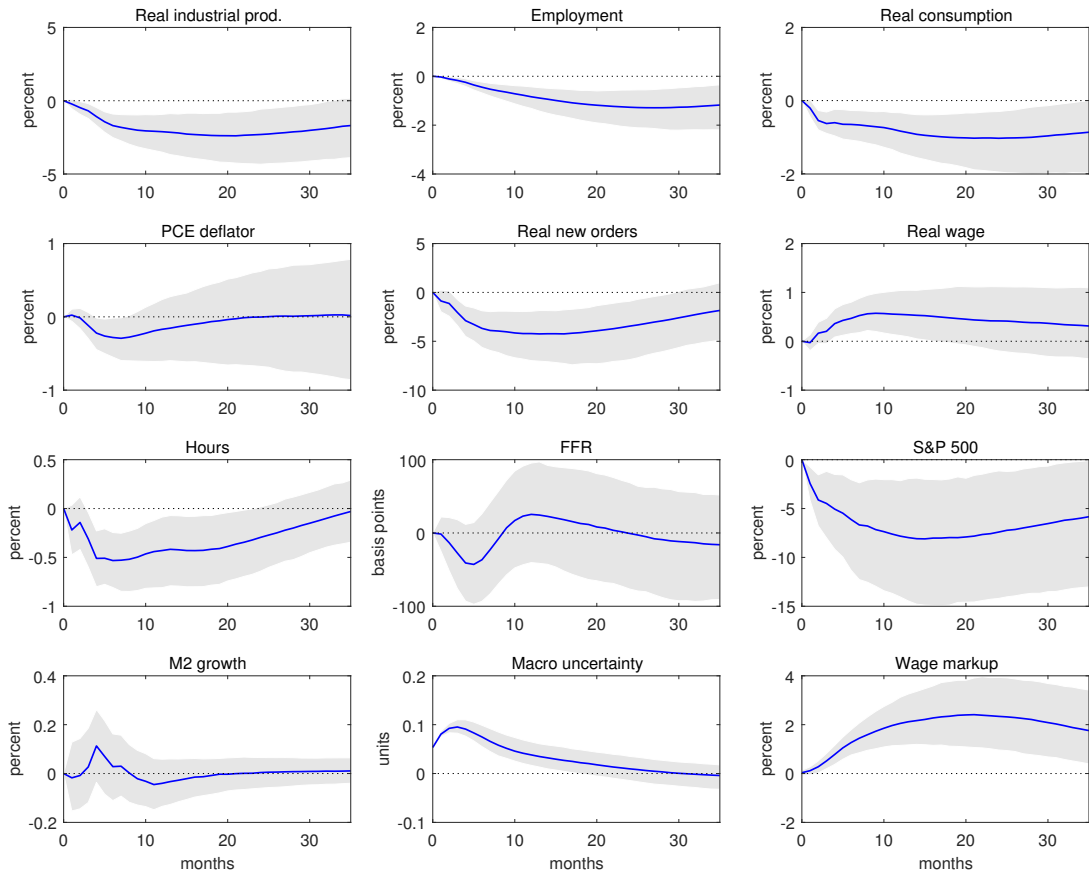 Real industrial prod.
5
0
-5
percent
0 10 20 30
Employment
2
0
-2
-4
percent
0 10 20 30
Real consumption
2
0
-2
percent
0 10 20 30
PCE deflator
1
0
-1
percent
0 10 20 30
Real new orders
5
0
-5
-10
percent
0 10 20 30
Real wage
2
1
0
-1
percent
0 10 20 30
Hours
0.5
0
-0.5
-1
percent
0 10 20 30
FFR
100
0
-100
basis points
0 10 20 30
S&P 500
0
-5
-10
-15
percent
0 10 20 30
M2 growth
0.4
0.2
0
-0.2
percent
0 10 20 30
months
Macro uncertainty
0.2
0.1
0
-0.1
units
0 10 20 30
months
Wage markup
4
2
0
-2
percent
0 10 20 30
months